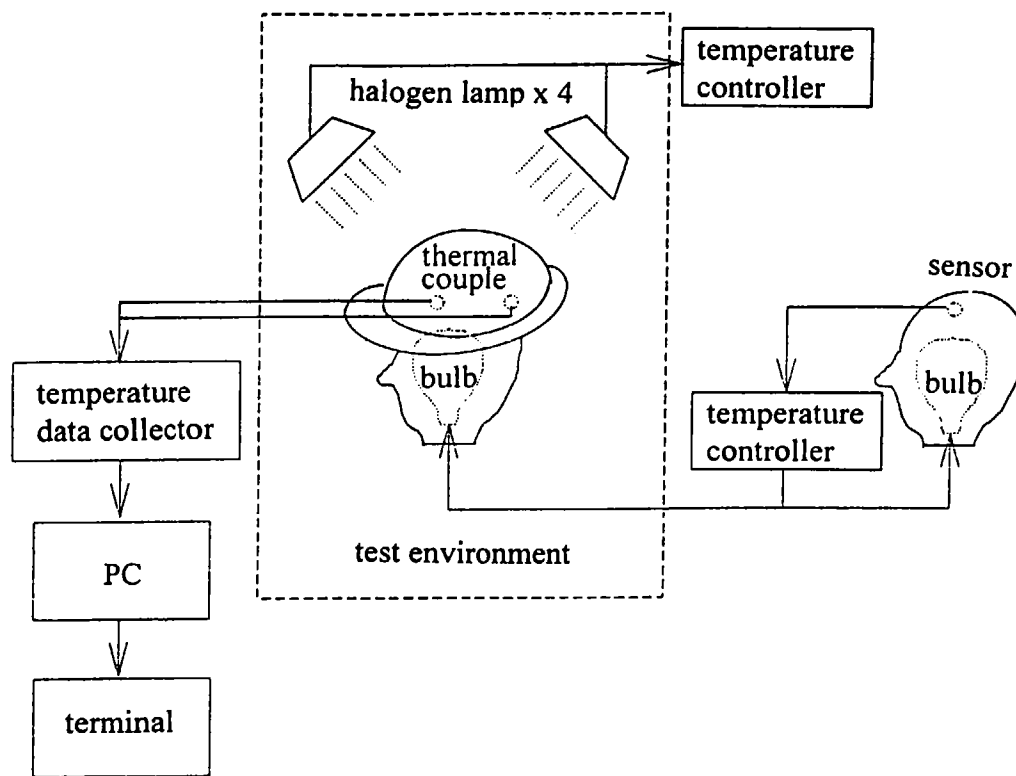 temperature
controller
halogen lamp x 4
thermal
couple
sensor
bulb
bulb
temperature
data collector
temperature
controller
test environment
PC
terminal